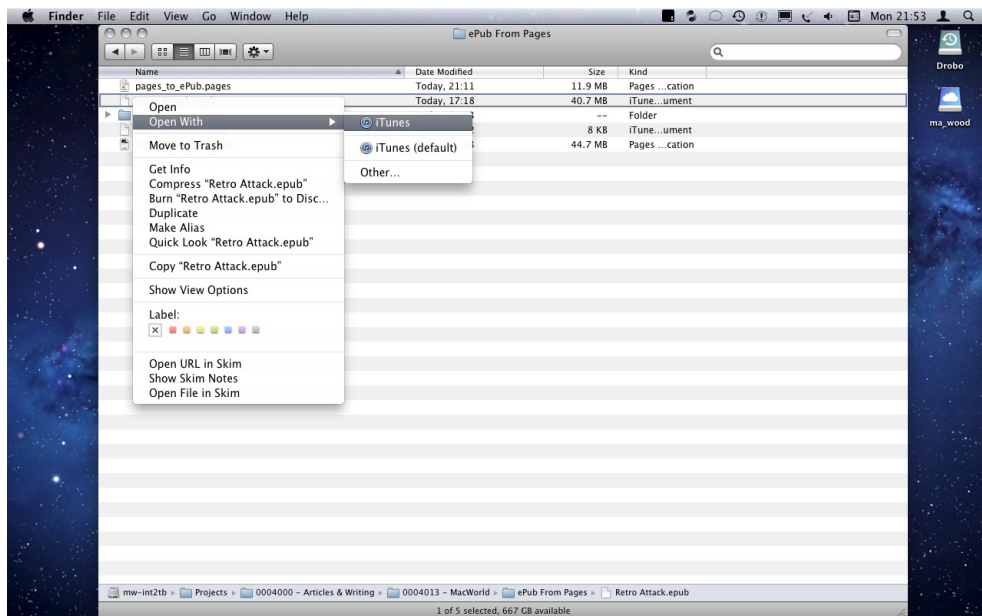 Finder File Edit View Go Window Help Mon 21:53
ePub From Pages
Name Date Modified Size Kind
pages_to_ePub.pages Today, 21:11 11.9 MB Pages ...cation
Today, 17:18 40.7 MB iTune...ument
-- Folder
8 KB iTune...ument
44.7 MB Pages ...cation
Open
Open With
Move to Trash
Get Info
Compress “Retro Attack.epub”
Burn “Retro Attack.epub” to Disc...
Duplicate
Make Alias
Quick Look “Retro Attack.epub”
Copy “Retro Attack.epub”
Show View Options
Label:
Open URL in Skim
Show Skim Notes
Open File in Skim
iTunes
iTunes (default)
Other...
Drobo
ma_wood
mw-int2tb Projects 0004000 – Articles & Writing 0004013 – MacWorld ePub From Pages Retro Attack.epub
1 of 5 selected, 667 GB available